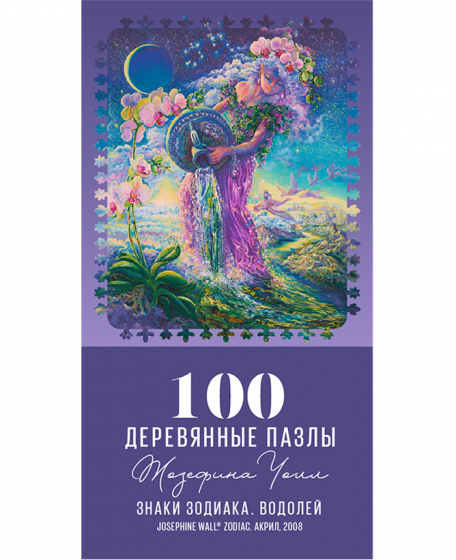 100
ДЕРЕВЯННЫЕ ПАЗЛЫ
Жозефина Уолл
ЗНАКИ ЗОДИАКА. ВОДОЛЕЙ
JOSEPHINE WALL® ZODIAC. АКРИЛ, 2008